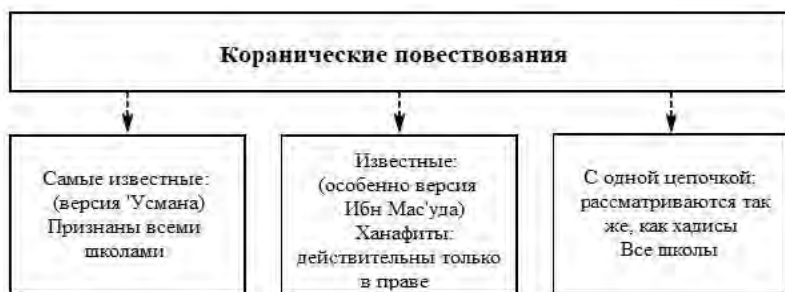 Коранические повествования
Самые известные:
(версия 'Усмана)
Признаны всеми
школами
Известные:
(особенно версия
Ибн Мас'уда)
Ханафиты:
действительны только
в праве
С одной цепочкой:
рассматриваются так
же, как хадисы
Все школы